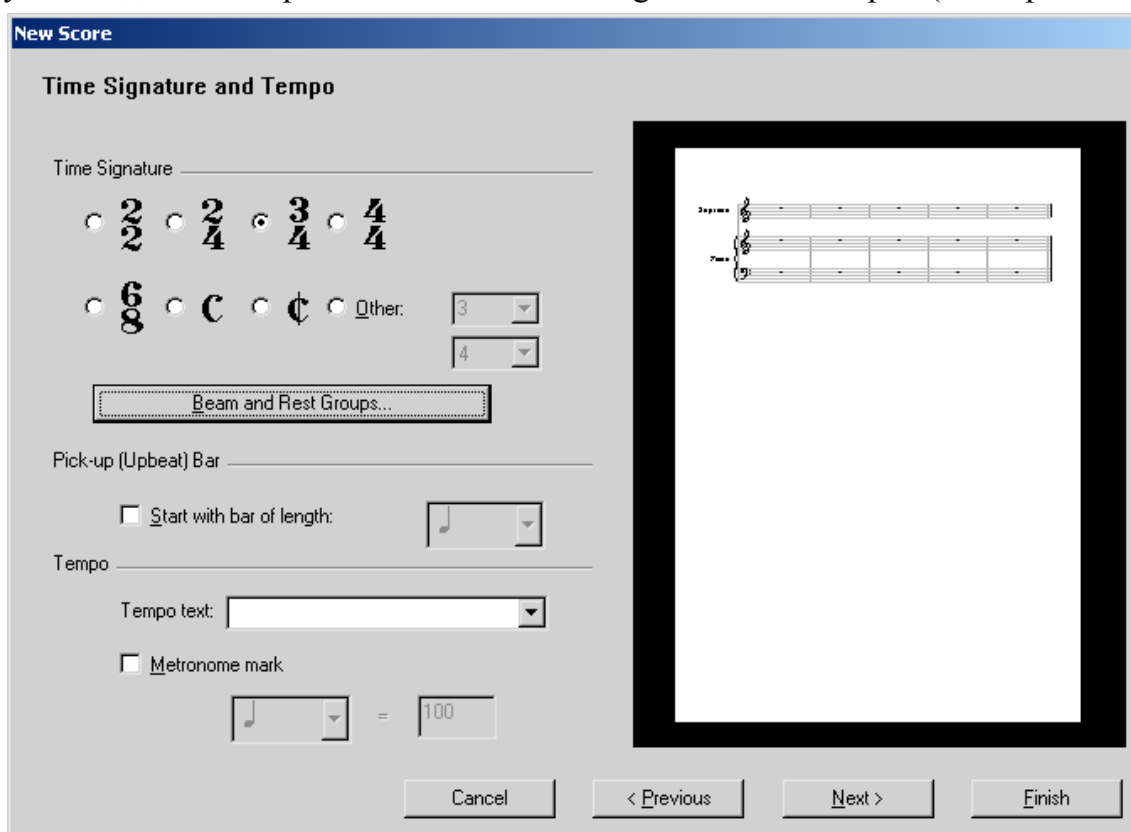 New Score
Time Signature and Tempo
Time Signature
2 2 2 4 3 4 4 4
6 8 C ¢ Other: 3
4
Beam and Rest Groups...
Pick-up (Upbeat) Bar
Start with bar of length:
Tempo
Tempo text:
Metronome mark
= 100
Cancel < Previous Next > Finish
Soprano